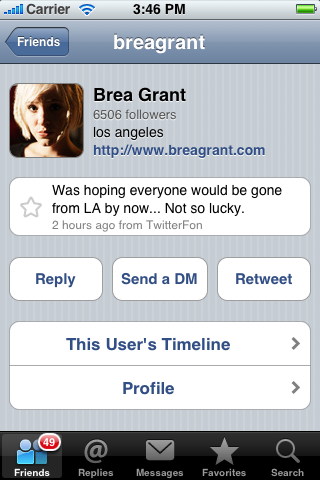 Carrier 3:46 PM
Friends breagrant
Brea Grant
6506 followers
los angeles
http://www.breagrant.com
Was hoping everyone would be gone
from LA by now... Not so lucky.
2 hours ago from TwitterFon
Reply Send a DM Retweet
This User's Timeline
Profile
49
Friends Replies Messages Favorites Search